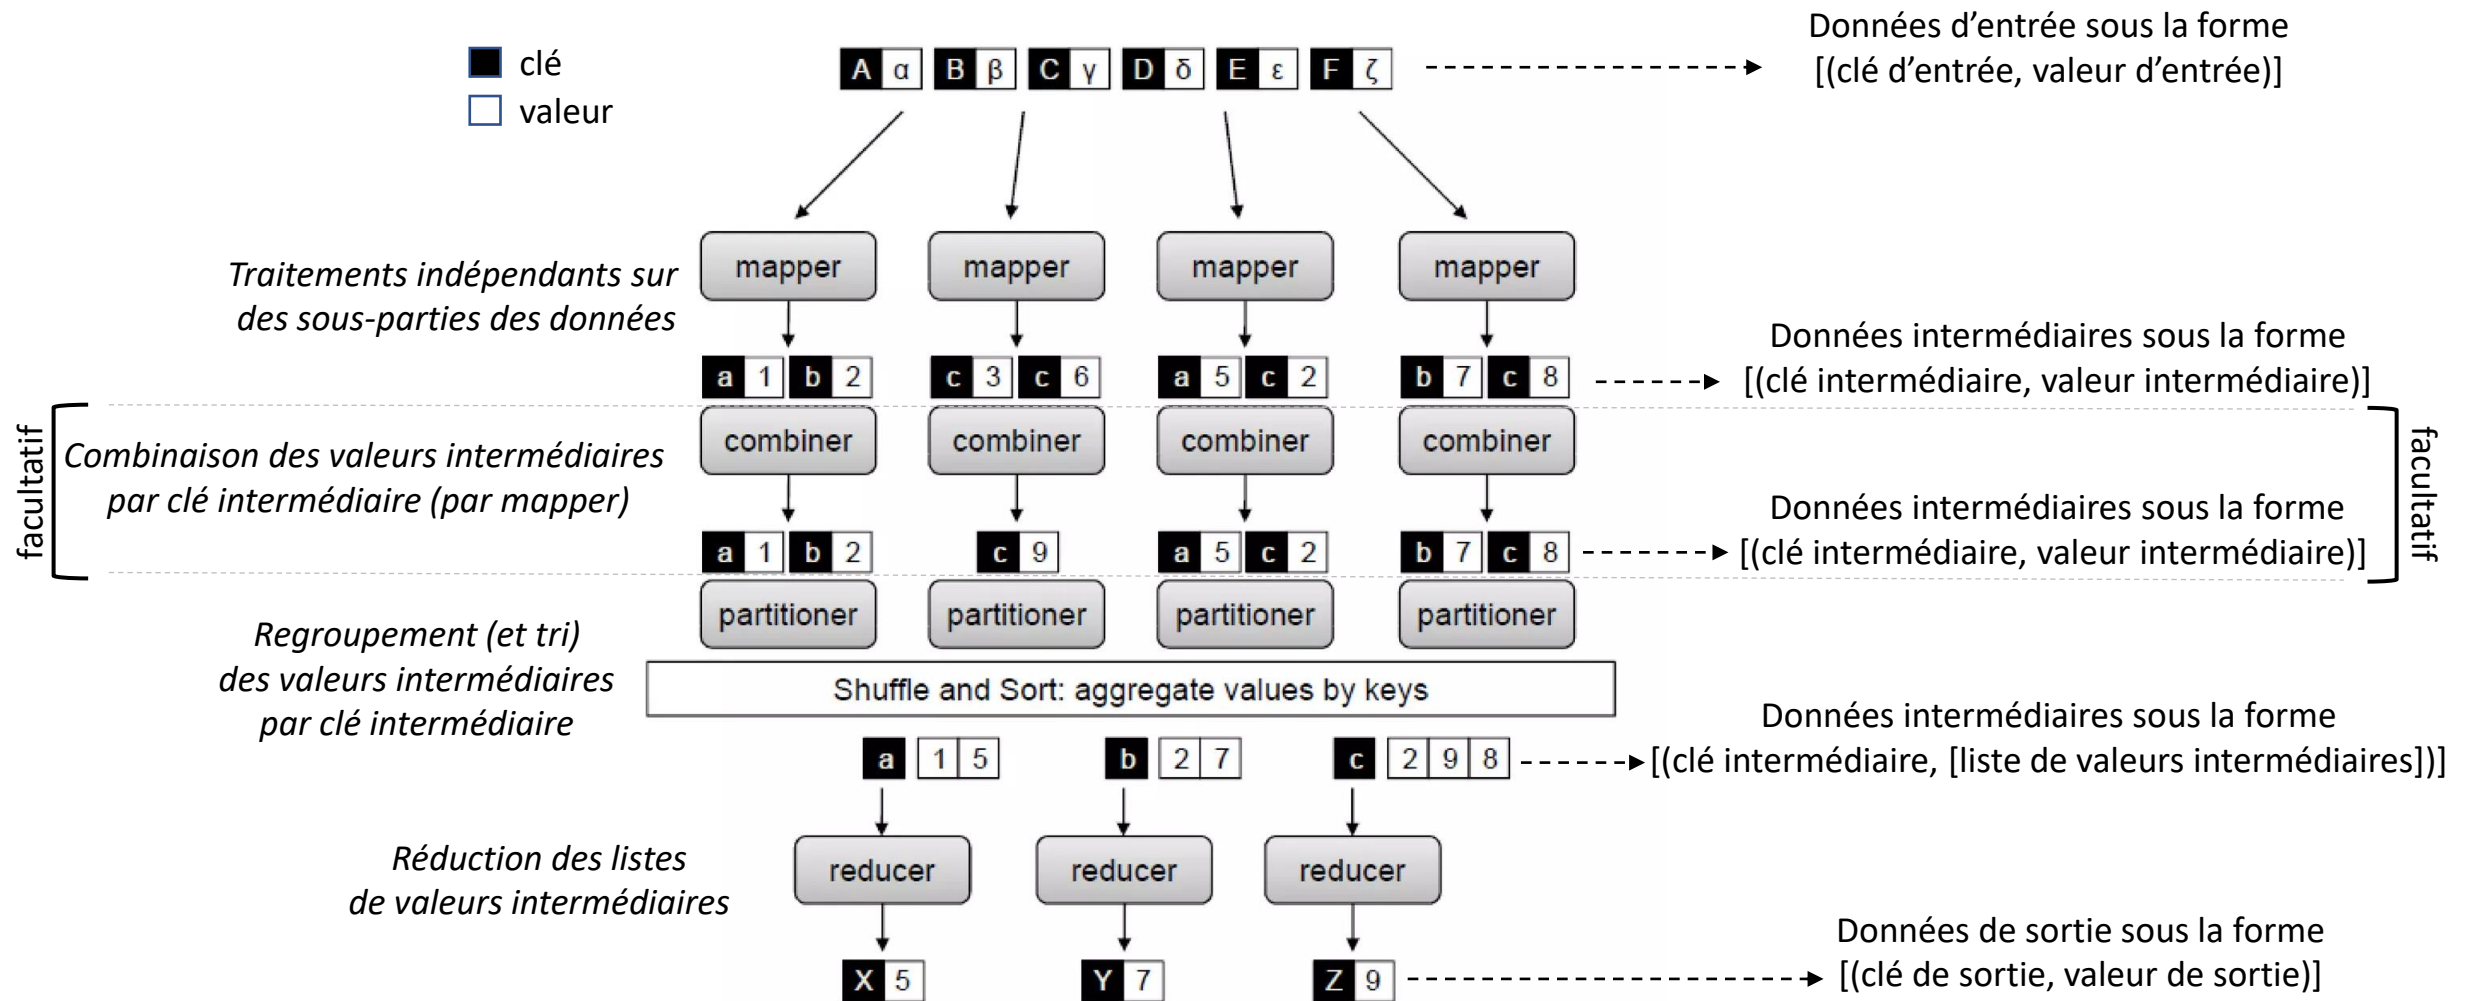 Données d’entrée sous la forme
[(clé d’entrée, valeur d’entrée)]
clé
valeur
A α B β C γ D δ E ε F ζ
mapper mapper mapper mapper
Traitements indépendants sur
des sous-parties des données
Données intermédiaires sous la forme
[(clé intermédiaire, valeur intermédiaire)]
a 1 b 2 c 3 c 6 a 5 c 2 b 7 c 8
facultatif
Combinaison des valeurs intermédiaires
par clé intermédiaire (par mapper)
combiner combiner combiner combiner
facultatif
Données intermédiaires sous la forme
[(clé intermédiaire, valeur intermédiaire)]
a 1 b 2 c 9 a 5 c 2 b 7 c 8
partitioner partitioner partitioner partitioner
Regroupement (et tri)
des valeurs intermédiaires
par clé intermédiaire
Shuffle and Sort: aggregate values by keys
Données intermédiaires sous la forme
[(clé intermédiaire, [liste de valeurs intermédiaires])]
a 1 5 b 2 7 c 2 9 8
Réduction des listes
de valeurs intermédiaires
reducer reducer reducer
Données de sortie sous la forme
[(clé de sortie, valeur de sortie)]
X 5 Y 7 Z 9